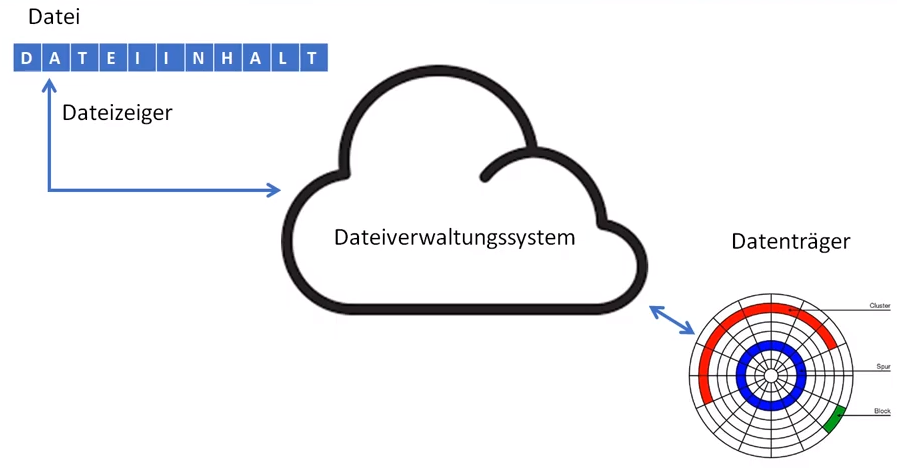 Datei
D A T E I I N H A L T
Dateizeiger
Dateiverwaltungssystem
Datenträger
Cluster
Spur
Block